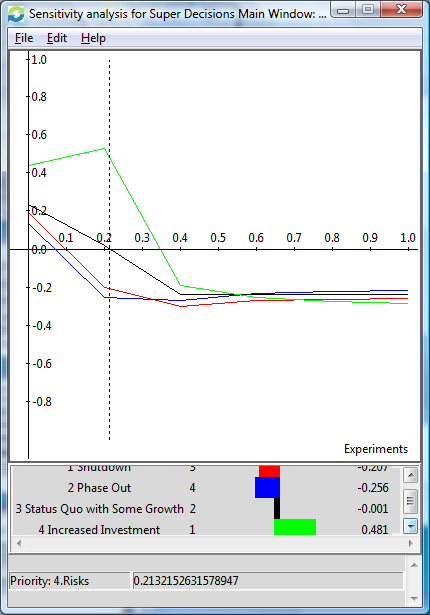 Sensitivity analysis for Super Decisions Main Window: ...
File Edit Help
1.0
0.8
0.6
0.4
0.2
0.1 0.2 0.3 0.4 0.5 0.6 0.7 0.8 0.9 1.0
0.0
-0.2
-0.4
-0.6
-0.8
Experiments
1 Shutdown 3 -0.207
2 Phase Out 4 -0.256
3 Status Quo with Some Growth 2 -0.001
4 Increased Investment 1 0.481
Priority: 4.Risks 0.2132152631578947